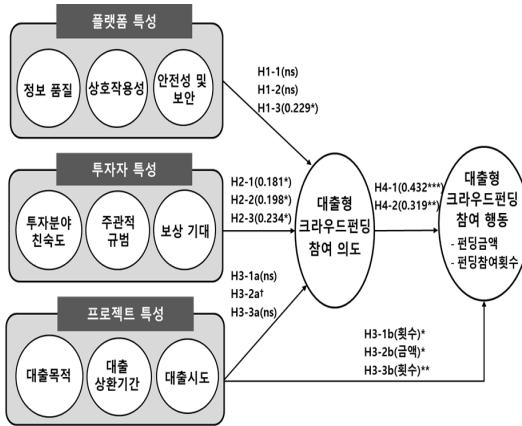 플랫폼 특성
정보 품질
상호작용성
안전성 및
보안
H1-1(ns)
H1-2(ns)
H1-3(0.229*)
투자자 특성
투자분야
친숙도
주관적
규범
보상 기대
H2-1(0.181*)
H2-2(0.198*)
H2-3(0.234*)
대출형
크라우드펀딩
참여 의도
H4-1(0.432***)
H4-2(0.319**)
대출형
크라우드펀딩
참여 행동
- 펀딩금액
- 펀딩참여횟수
H3-1a(ns)
H3-2a†
H3-3a(ns)
프로젝트 특성
대출목적
대출
상환기간
대출시도
H3-1b(횟수)*
H3-2b(금액)*
H3-3b(횟수)**